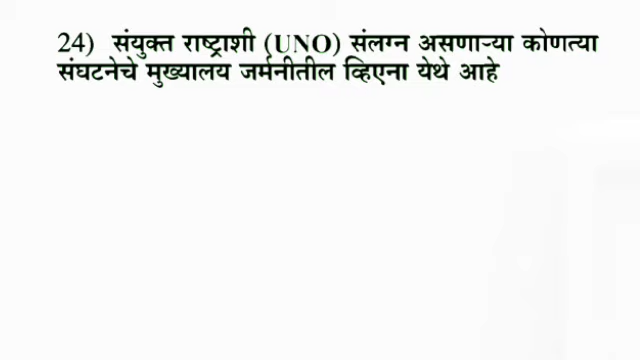 24) संयुक्त राष्ट्राशी (UNO) संलग्न असणाऱ्या कोणत्या
संघटनेचे मुख्यालय जर्मनीतील व्हिएना येथे आहे